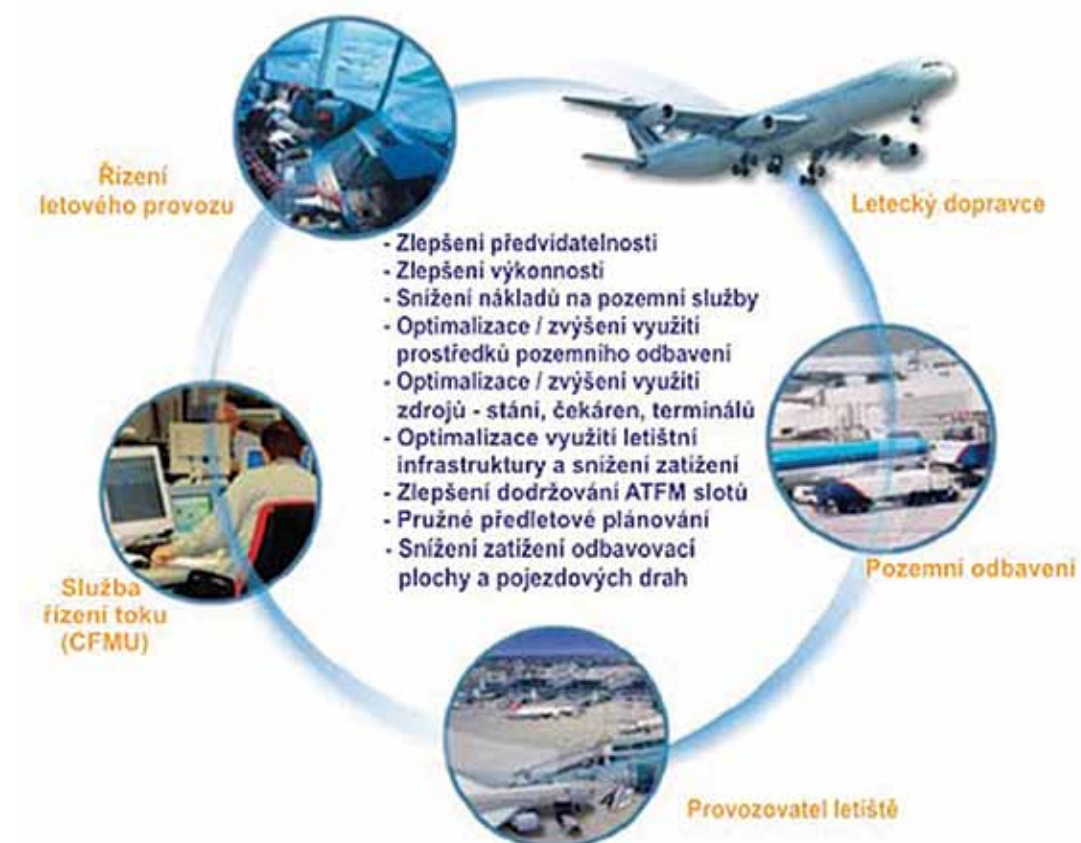 Řízení
letového provozu
Letecký dopravce
- Zlepšení předvídatelnosti
- Zlepšení výkonnosti
- Snížení nákladů na pozemní služby
- Optimalizace / zvýšení využití
prostředků pozemního odbavení
- Optimalizace / zvýšení využití
zdrojů - stání, čekáren, terminálů
- Optimalizace využití letištní
infrastruktury a snížení zatížení
- Zlepšení dodržování ATFM slotů
- Pružné předletové plánování
- Snížení zatížení odbavovací
plochy a pojezdových drah
Pozemní odbavení
Služba
řízení toku
(CFMU)
Provozovatel letiště